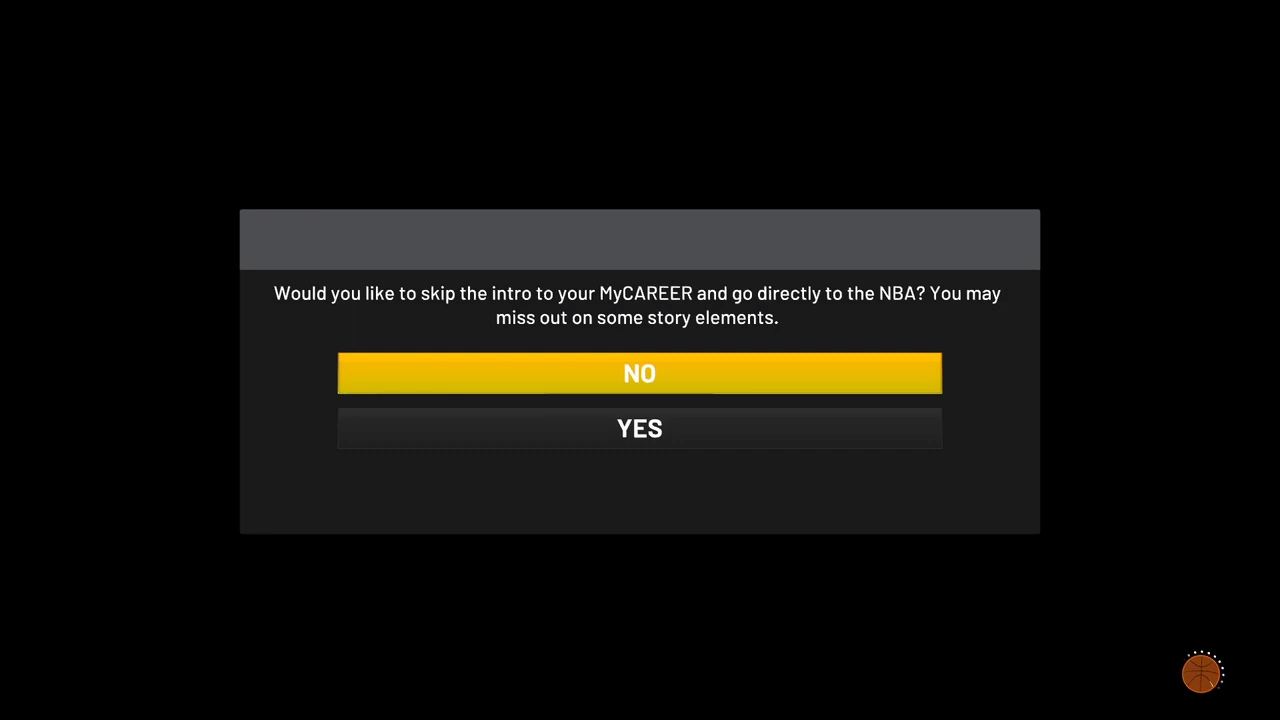 Would you like to skip the intro to your MyCAREER and go directly to the NBA? You may
miss out on some story elements.
NO
YES